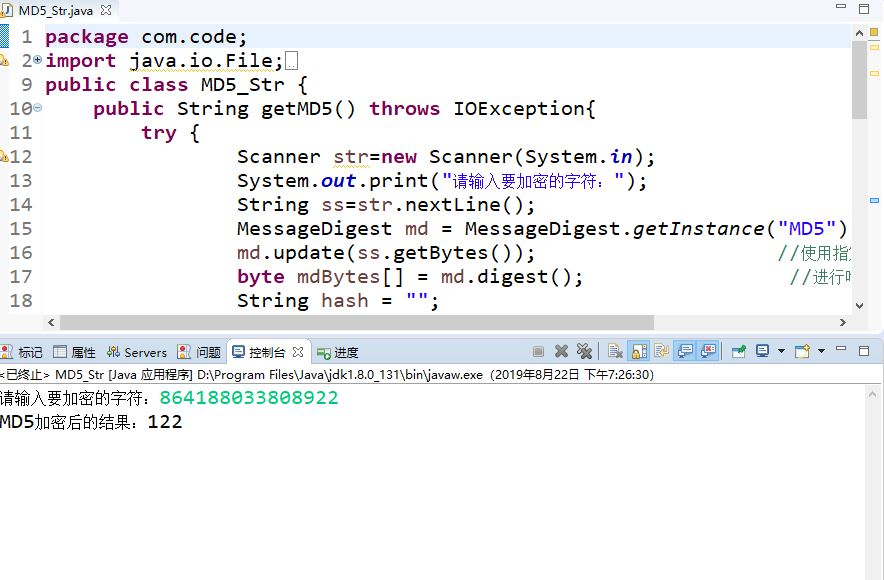 MD5_Str.java
1 package com.code;
2 import java.io.File;
9 public class MD5_Str {
10 public String getMD5() throws IOException{
11 try {
12 Scanner str=new Scanner(System.in);
13 System.out.print("请输入要加密的字符：");
14 String ss=str.nextLine();
15 MessageDigest md = MessageDigest.getInstance("MD5")
16 md.update(ss.getBytes()); //使用指
17 byte mdBytes[] = md.digest(); //进行
18 String hash = "";
标记 属性 Servers 问题 控制台 进度
<已终止> MD5_Str [Java 应用程序] D:\Program Files\Java\jdk1.8.0_131\bin\javaw.exe（2019年8月22日 下午7:26:30）
请输入要加密的字符：864188033808922
MD5加密后的结果：122